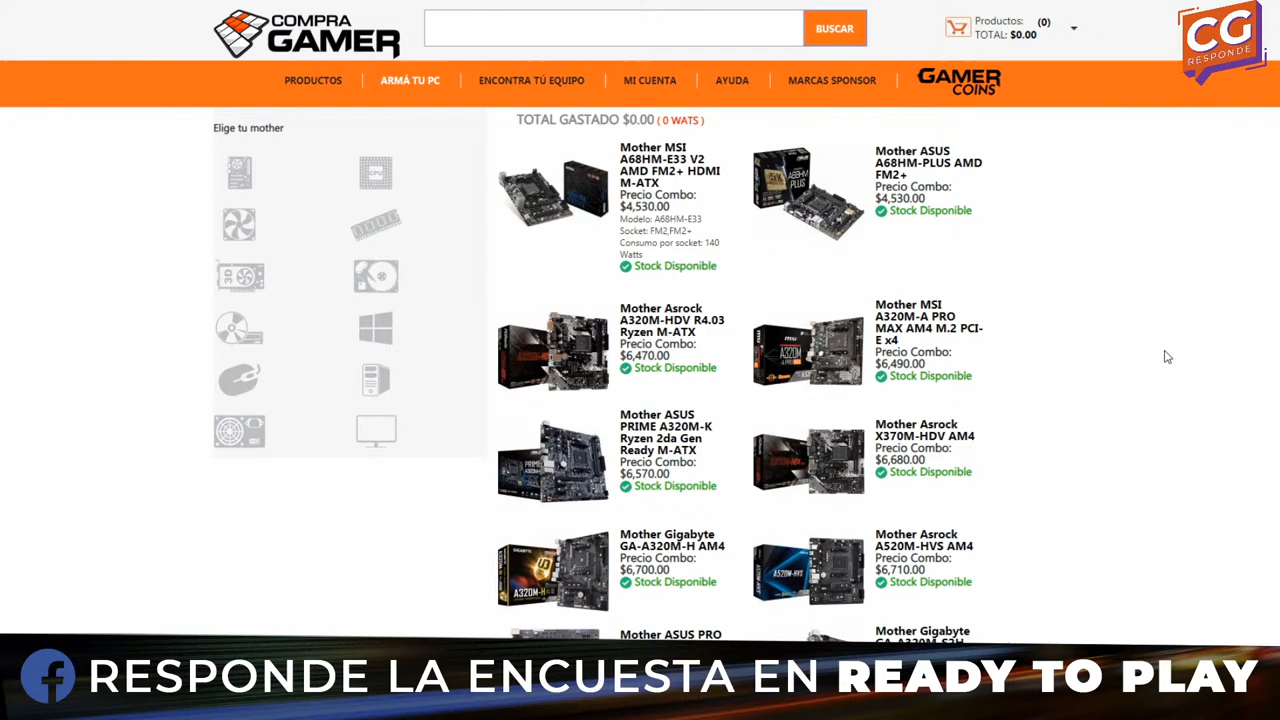 COMPRA
GAMER
BUSCAR
Productos: (0)
TOTAL: $0.00
CG
RESPONDE
PRODUCTOS
ARMÁ TU PC
ENCONTRA TÚ EQUIPO
MI CUENTA
AYUDA
MARCAS SPONSOR
GAMER
COINS
Elige tu mother
TOTAL GASTADO $0.00 ( 0 WATS )
Mother MSI
A68HM-E33 V2
AMD FM2+ HDMI
M-ATX
Precio Combo:
$4,530.00
Modelo: A68HM-E33
Socket: FM2,FM2+
Consumo por socket: 140
Watts
Stock Disponible
Mother ASUS
A68HM-PLUS AMD
FM2+
Precio Combo:
$4,530.00
Stock Disponible
Mother Asrock
A320M-HDV R4.03
Ryzen M-ATX
Precio Combo:
$6,470.00
Stock Disponible
Mother MSI
A320M-A PRO
MAX AM4 M.2 PCI-
E x4
Precio Combo:
$6,490.00
Stock Disponible
Mother ASUS
PRIME A320M-K
Ryzen 2da Gen
Ready M-ATX
Precio Combo:
$6,570.00
Stock Disponible
Mother Asrock
X370M-HDV AM4
Precio Combo:
$6,680.00
Stock Disponible
Mother Gigabyte
GA-A320M-H AM4
Precio Combo:
$6,700.00
Stock Disponible
Mother Asrock
A520M-HVS AM4
Precio Combo:
$6,710.00
Stock Disponible
Mother ASUS PRO
Mother Gigabyte
GA-A320M-S2H
CPU
3D
RESPONDE LA ENCUESTA EN READY TO PLAY